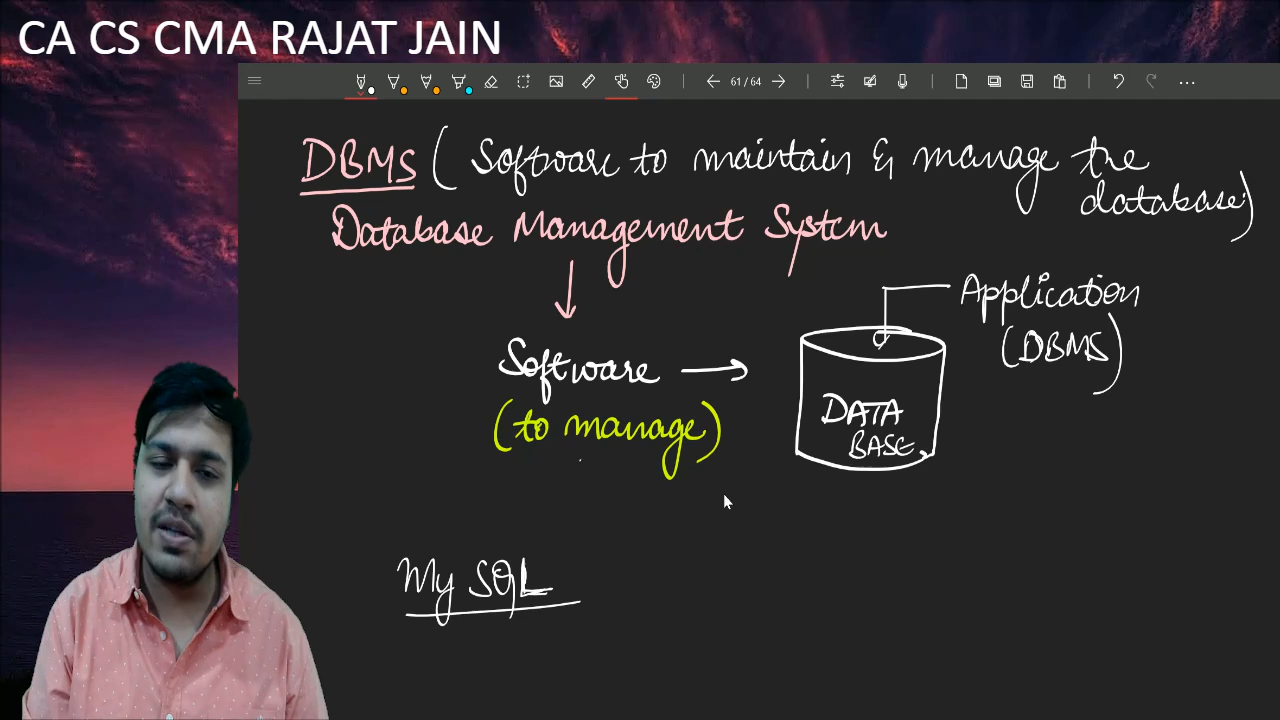 CA CS CMA RAJAT JAIN
61/64
DBMS ( Software to maintain & manage the
database)
Database Management System
Application
(DBMS)
Software →
(to manage)
DATA
BASE
My SQL